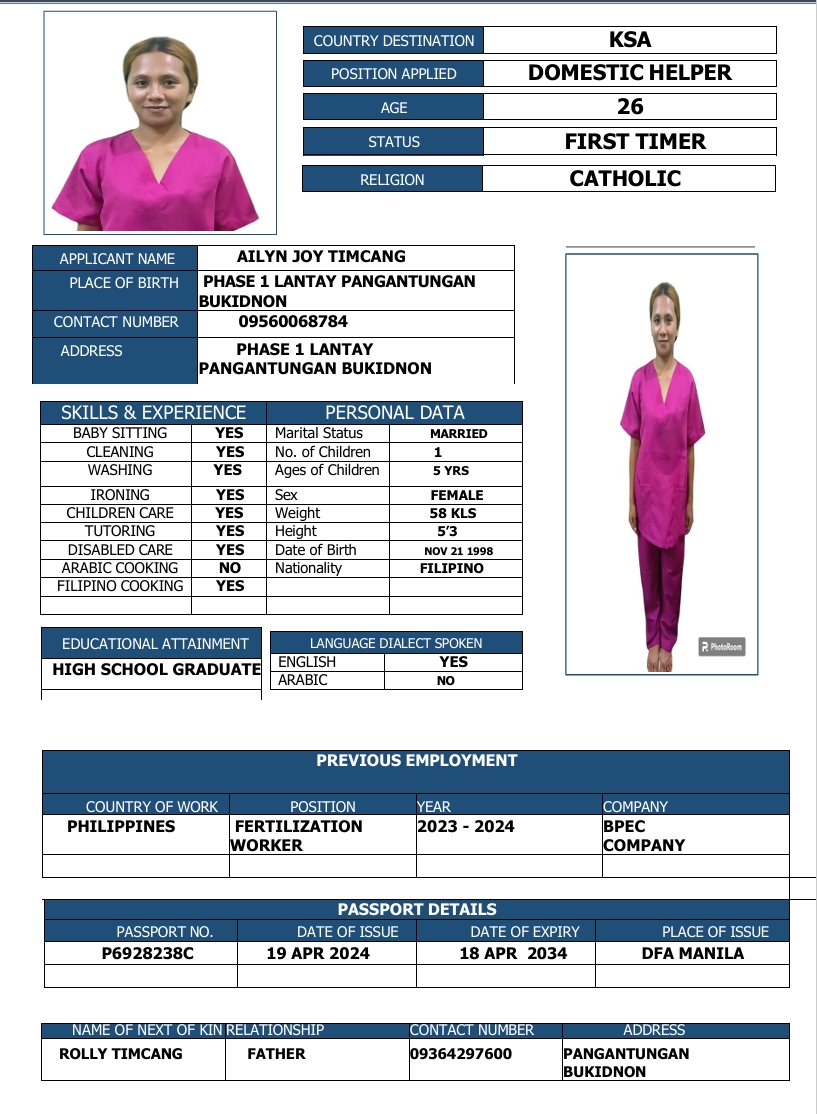 COUNTRY DESTINATION KSA
POSITION APPLIED DOMESTIC HELPER
AGE 26
STATUS FIRST TIMER
RELIGION CATHOLIC
APPLICANT NAME AILYN JOY TIMCANG
PLACE OF BIRTH PHASE 1 LANTAY PANGANTUNGAN
BUKIDNON
CONTACT NUMBER 09560068784
ADDRESS PHASE 1 LANTAY
PANGANTUNGAN BUKIDNON
SKILLS & EXPERIENCE PERSONAL DATA
BABY SITTING YES Marital Status MARRIED
CLEANING YES No. of Children 1
WASHING YES Ages of Children 5 YRS
IRONING YES Sex FEMALE
CHILDREN CARE YES Weight 58 KLS
TUTORING YES Height 5'3
DISABLED CARE YES Date of Birth NOV 21 1998
ARABIC COOKING NO Nationality FILIPINO
FILIPINO COOKING YES
EDUCATIONAL ATTAINMENT
HIGH SCHOOL GRADUATE
LANGUAGE DIALECT SPOKEN
ENGLISH YES
ARABIC NO
PhotoRoom
PREVIOUS EMPLOYMENT
COUNTRY OF WORK POSITION YEAR COMPANY
PHILIPPINES FERTILIZATION 2023 - 2024 BPEC
WORKER COMPANY
PASSPORT DETAILS
PASSPORT NO. DATE OF ISSUE DATE OF EXPIRY PLACE OF ISSUE
P6928238C 19 APR 2024 18 APR 2034 DFA MANILA
NAME OF NEXT OF KIN RELATIONSHIP CONTACT NUMBER ADDRESS
ROLLY TIMCANG FATHER 09364297600 PANGANTUNGAN
BUKIDNON